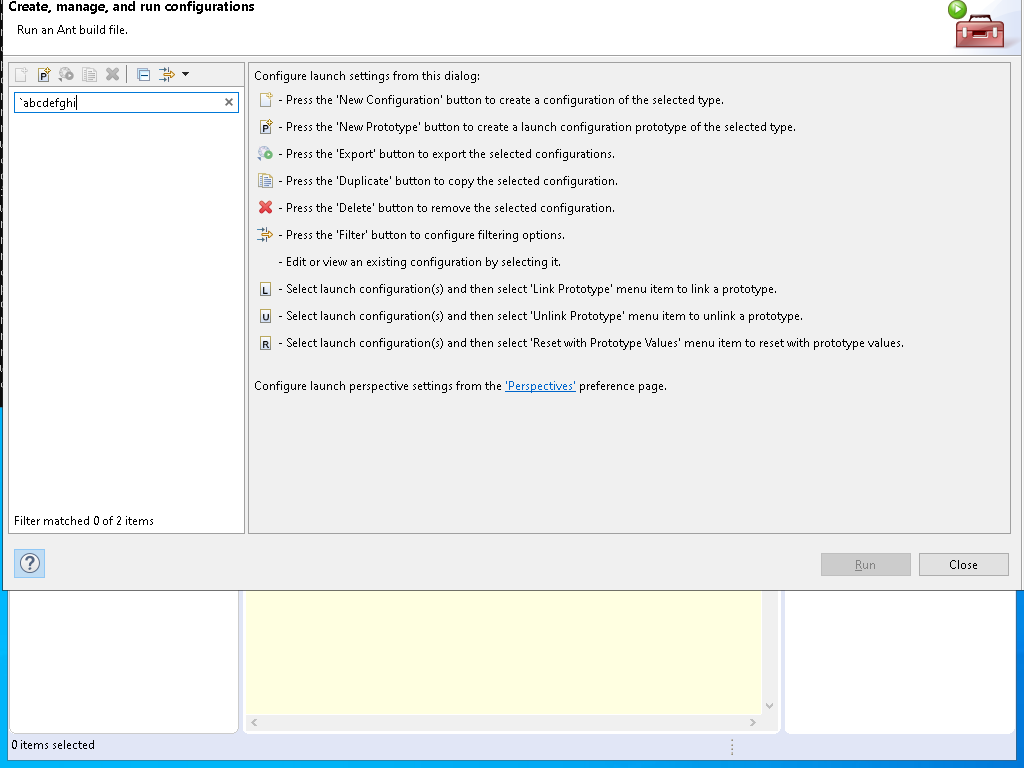 Create, manage, and run configurations
Run an Ant build file.
`abcdefghi
Filter matched 0 of 2 items
Configure launch settings from this dialog:
- Press the 'New Configuration' button to create a configuration of the selected type.
- Press the 'New Prototype' button to create a launch configuration prototype of the selected type.
- Press the 'Export' button to export the selected configurations.
- Press the 'Duplicate' button to copy the selected configuration.
- Press the 'Delete' button to remove the selected configuration.
- Press the 'Filter' button to configure filtering options.
- Edit or view an existing configuration by selecting it.
L - Select launch configuration(s) and then select 'Link Prototype' menu item to link a prototype.
U - Select launch configuration(s) and then select 'Unlink Prototype' menu item to unlink a prototype.
R - Select launch configuration(s) and then select 'Reset with Prototype Values' menu item to reset with prototype values.
Configure launch perspective settings from the 'Perspectives' preference page.
Run
Close
0 items selected